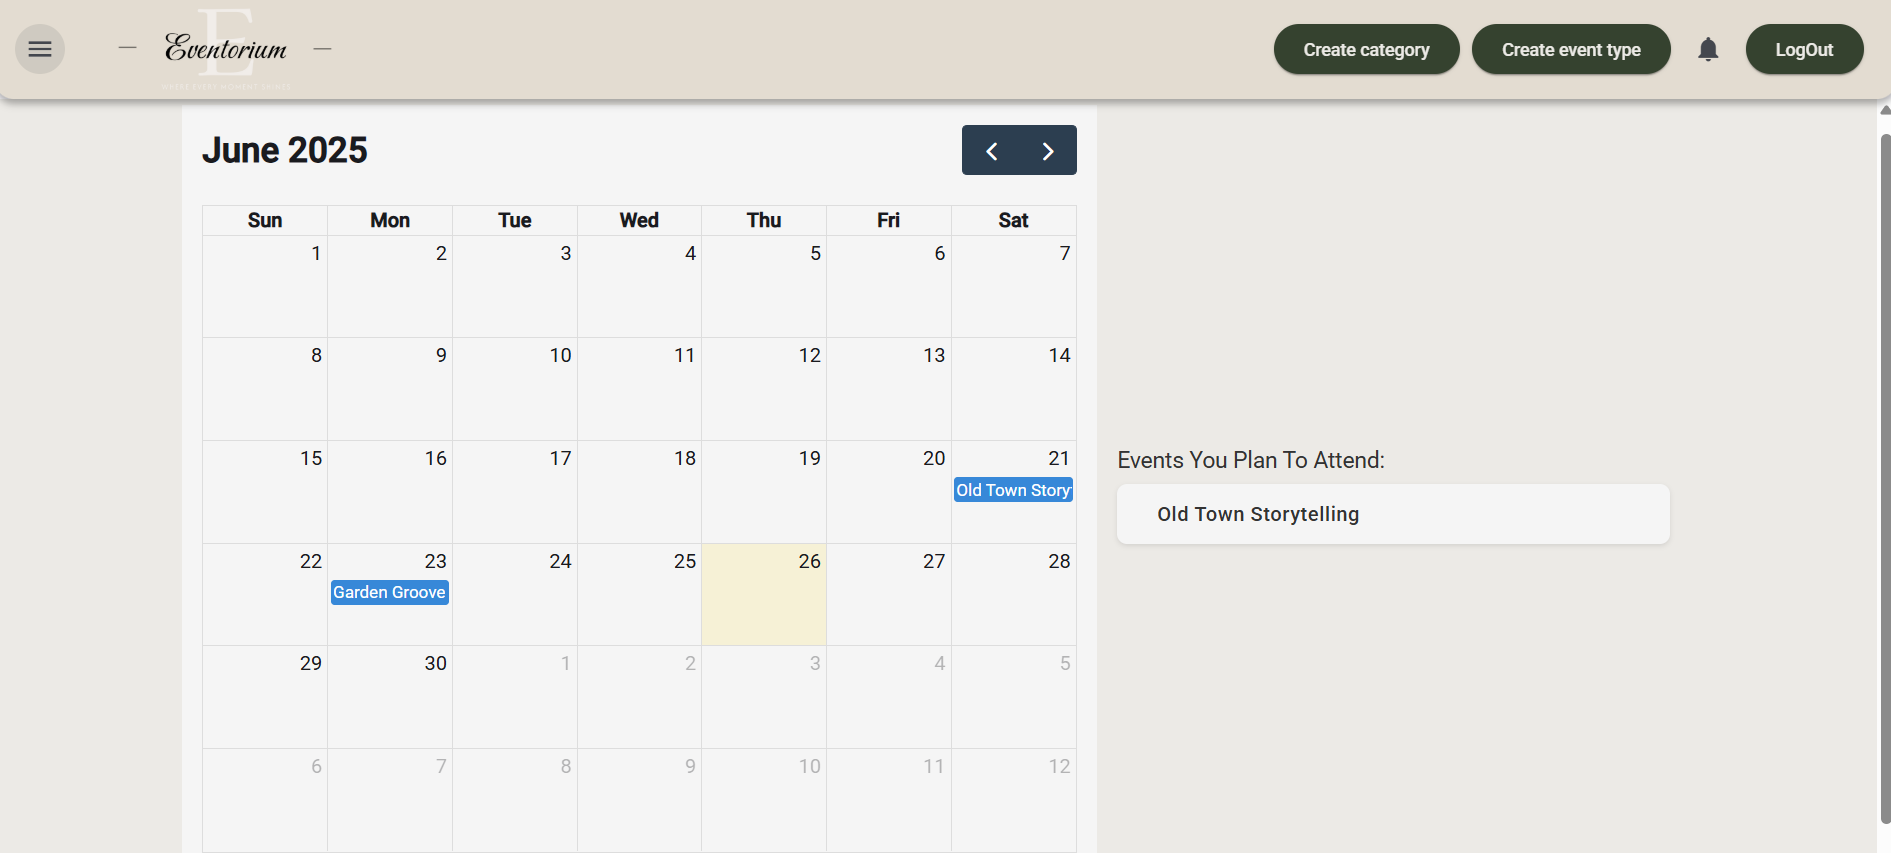 E
Eventorium
Create category
Create event type
LogOut
June 2025
Sun Mon Tue Wed Thu Fri Sat
1 2 3 4 5 6 7
8 9 10 11 12 13 14
15 16 17 18 19 20 21
Old Town Story
22 23 24 25 26 27 28
Garden Groove
29 30 1 2 3 4 5
6 7 8 9 10 11 12
Events You Plan To Attend:
Old Town Storytelling